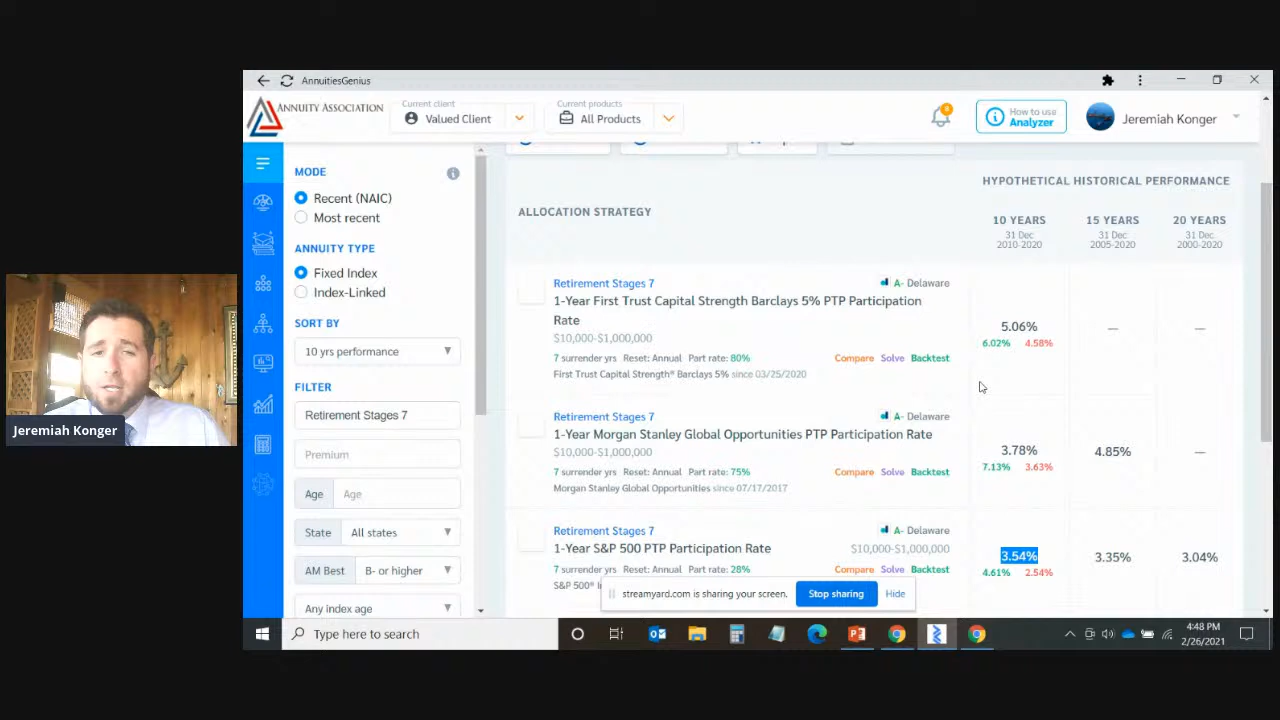 AnnuitiesGenius
ANNUITY ASSOCIATION
Current client
Valued Client
Current products
All Products
How to use
Analyzer
Jeremiah Konger
MODE
Recent (NAIC)
Most recent
ANNUITY TYPE
Fixed Index
Index-Linked
SORT BY
10 yrs performance
FILTER
Retirement Stages 7
Premium
Age
Age
State
All states
AM Best
B- or higher
Any index age
HYPOTHETICAL HISTORICAL PERFORMANCE
ALLOCATION STRATEGY
10 YEARS
31 Dec
2010-2020
15 YEARS
31 Dec
2005-2020
20 YEARS
31 Dec
2000-2020
Retirement Stages 7
A- Delaware
1-Year First Trust Capital Strength Barclays 5% PTP Participation
Rate
$10,000-$1,000,000
7 surrender yrs Reset: Annual Part rate: 80%
Compare Solve Backtest
First Trust Capital Strength® Barclays 5% since 03/25/2020
5.06%
6.02% 4.58%
—
—
Retirement Stages 7
A- Delaware
1-Year Morgan Stanley Global Opportunities PTP Participation Rate
$10,000-$1,000,000
7 surrender yrs Reset: Annual Part rate: 75%
Compare Solve Backtest
Morgan Stanley Global Opportunities since 07/17/2017
3.78%
7.13% 3.63%
4.85%
—
Retirement Stages 7
A- Delaware
1-Year S&P 500 PTP Participation Rate
$10,000-$1,000,000
7 surrender yrs Reset: Annual Part rate: 28%
Compare Solve Backtest
S&P 500®
3.54%
4.61% 2.54%
3.35%
3.04%
streamyard.com is sharing your screen.
Stop sharing
Hide
Jeremiah Konger
Type here to search
4:48 PM
2/26/2021